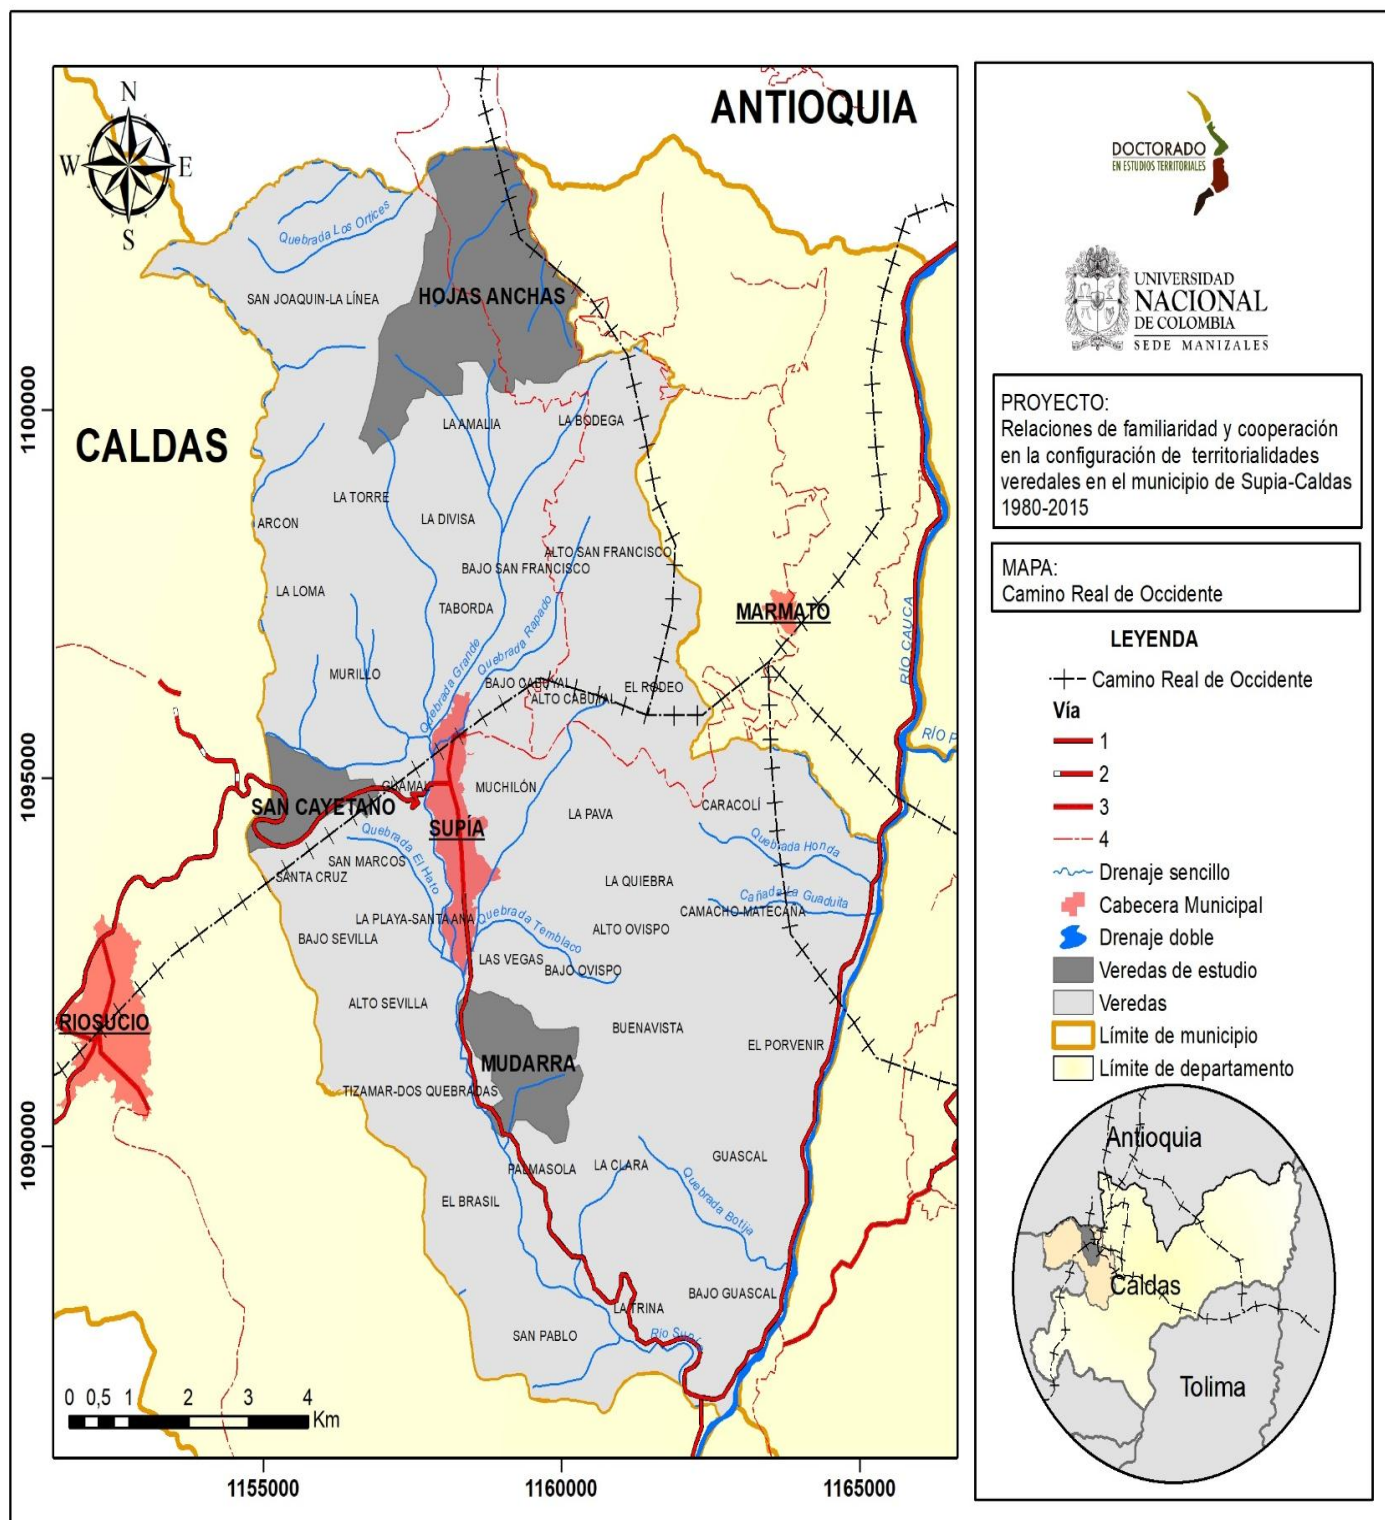 ANTIOQUIA
N
W
E
S
Quebrada Los Ortices
SAN JOAQUIN-LA LÍNEA
HOJAS ANCHAS
CALDAS
LA AMALIA
LA BODEGA
LA TORRE
ARCON
LA DIVISA
ALTO SAN FRANCISCO
BAJO SAN FRANCISCO
LA LOMA
TABORDA
MARMATO
Quebrada Grande
Quebrada Rapado
RÍO CAUCA
MURILLO
BAJO CABUYAL
ALTO CABUYAL
EL RODEO
RÍO P
GUAMAL
MUCHILÓN
SAN CAYETANO
CARACOLÍ
LA PAVA
SUPÍA
Quebrada El Hato
Quebrada Honda
SAN MARCOS
SANTA CRUZ
LA QUIEBRA
Cañada La Guaduita
CAMACHO-MATECAÑA
LA PLAYA-SANTA ANA
Quebrada Temblaco
BAJO SEVILLA
ALTO OVISPO
LAS VEGAS
BAJO OVISPO
ALTO SEVILLA
RIOSUCIO
BUENAVISTA
EL PORVENIR
MUDARRA
TIZAMAR-DOS QUEBRADAS
GUASCAL
PALMASOLA
LA CLARA
Quebrada Botija
EL BRASIL
BAJO GUASCAL
LA TRINA
SAN PABLO
Río Sup
0 0,5 1 2 3 4
Km
1100000
1095000
1090000
1155000
1160000
1165000
DOCTORADO
EN ESTUDIOS TERRITORIALES
UNIVERSIDAD
NACIONAL
DE COLOMBIA
SEDE MANIZALES
PROYECTO:
Relaciones de familiaridad y cooperación
en la configuración de territorialidades
veredales en el municipio de Supia-Caldas
1980-2015
MAPA:
Camino Real de Occidente
LEYENDA
Camino Real de Occidente
Vía
1
2
3
4
Drenaje sencillo
Cabecera Municipal
Drenaje doble
Veredas de estudio
Veredas
Límite de municipio
Límite de departamento
Antioquia
Caldas
Tolima